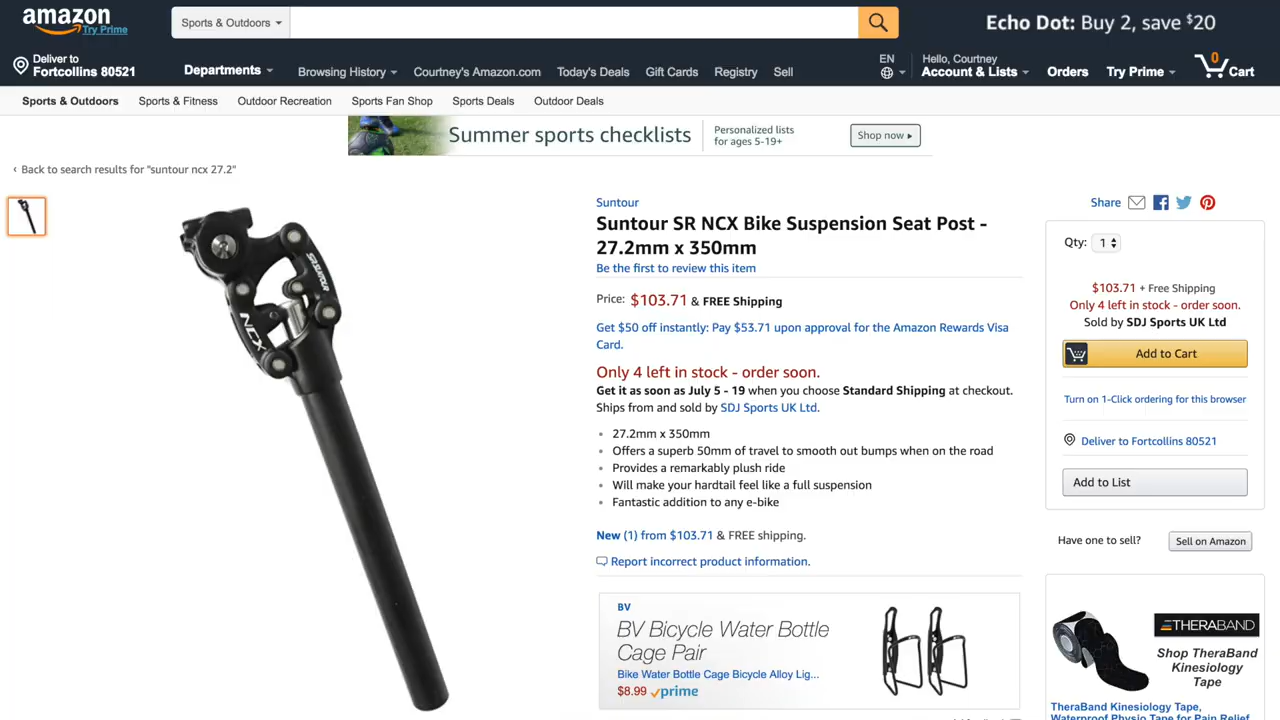 amazon
Try Prime
Sports & Outdoors
Echo Dot: Buy 2, save $20
Deliver to
Fortcollins 80521
Departments
Browsing History
Courtney's Amazon.com
Today's Deals
Gift Cards
Registry
Sell
EN
Hello, Courtney
Account & Lists
Orders
Try Prime
0
Cart
Sports & Outdoors
Sports & Fitness
Outdoor Recreation
Sports Fan Shop
Sports Deals
Outdoor Deals
Summer sports checklists
Personalized lists
for ages 5-19+
Shop now ▸
‹ Back to search results for "suntour ncx 27.2"
SR SUNTOUR
NCX
Suntour
Suntour SR NCX Bike Suspension Seat Post -
27.2mm x 350mm
Be the first to review this item
Price: $103.71 & FREE Shipping
Get $50 off instantly: Pay $53.71 upon approval for the Amazon Rewards Visa
Card.
Only 4 left in stock - order soon.
Get it as soon as July 5 - 19 when you choose Standard Shipping at checkout.
Ships from and sold by SDJ Sports UK Ltd.
• 27.2mm x 350mm
• Offers a superb 50mm of travel to smooth out bumps when on the road
• Provides a remarkably plush ride
• Will make your hardtail feel like a full suspension
• Fantastic addition to any e-bike
New (1) from $103.71 & FREE shipping.
Report incorrect product information.
BV
BV Bicycle Water Bottle
Cage Pair
Bike Water Bottle Cage Bicycle Alloy Lig...
$8.99 prime
Share
Qty: 1
$103.71 + Free Shipping
Only 4 left in stock - order soon.
Sold by SDJ Sports UK Ltd
Add to Cart
Turn on 1-Click ordering for this browser
Deliver to Fortcollins 80521
Add to List
Have one to sell?
Sell on Amazon
THERABAND
Shop TheraBand
Kinesiology
Tape
TheraBand Kinesiology Tape,
Waterproof Physio Tape for Pain Relief,